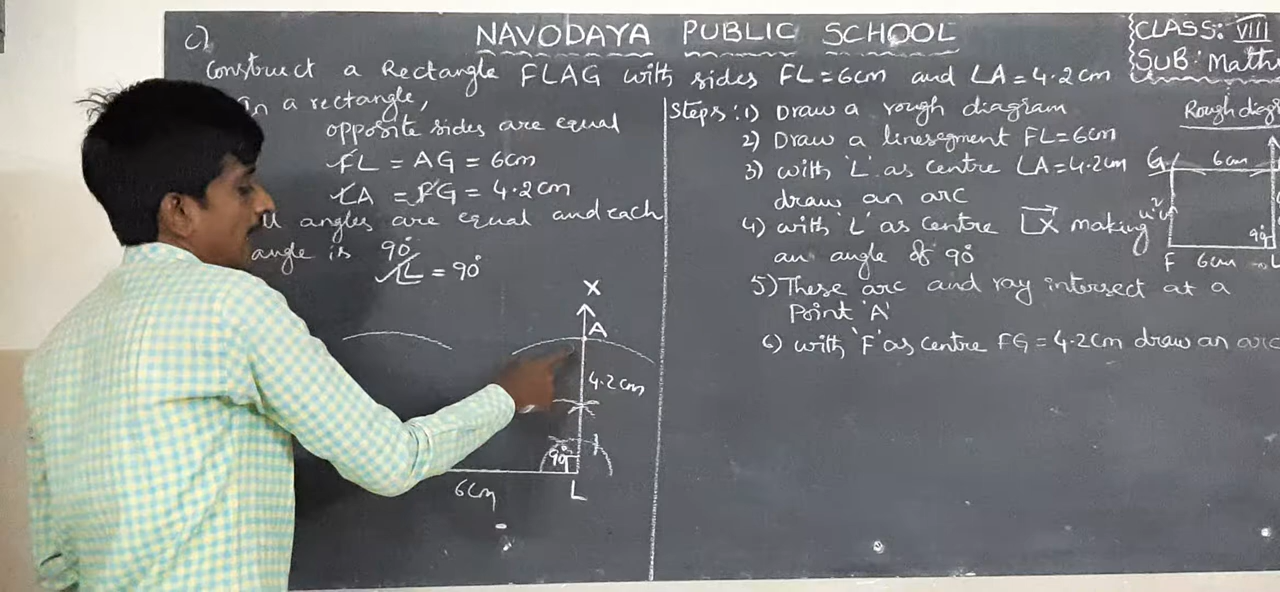 NAVODAYA PUBLIC SCHOOL
CLASS: VIII
SUB: Maths
c)
Construct a Rectangle FLAG with sides FL=6cm and LA=4.2cm
In a rectangle,
opposite sides are equal
FL = AG = 6cm
LA = FG = 4.2cm
angles are equal and each
angle is 90°
∠L = 90°
X
A
4.2cm
90°
6cm
L
Steps: 1) Draw a rough diagram
2) Draw a linesegment FL=6cm
3) with 'L' as centre LA=4.2cm
draw an arc
4) with 'L' as centre LX making
an angle of 90°
5) These arc and ray intersect at a
Point 'A'
6) with 'F' as centre FG=4.2cm draw an arc
Rough
G
6cm
90°
F 6cm L